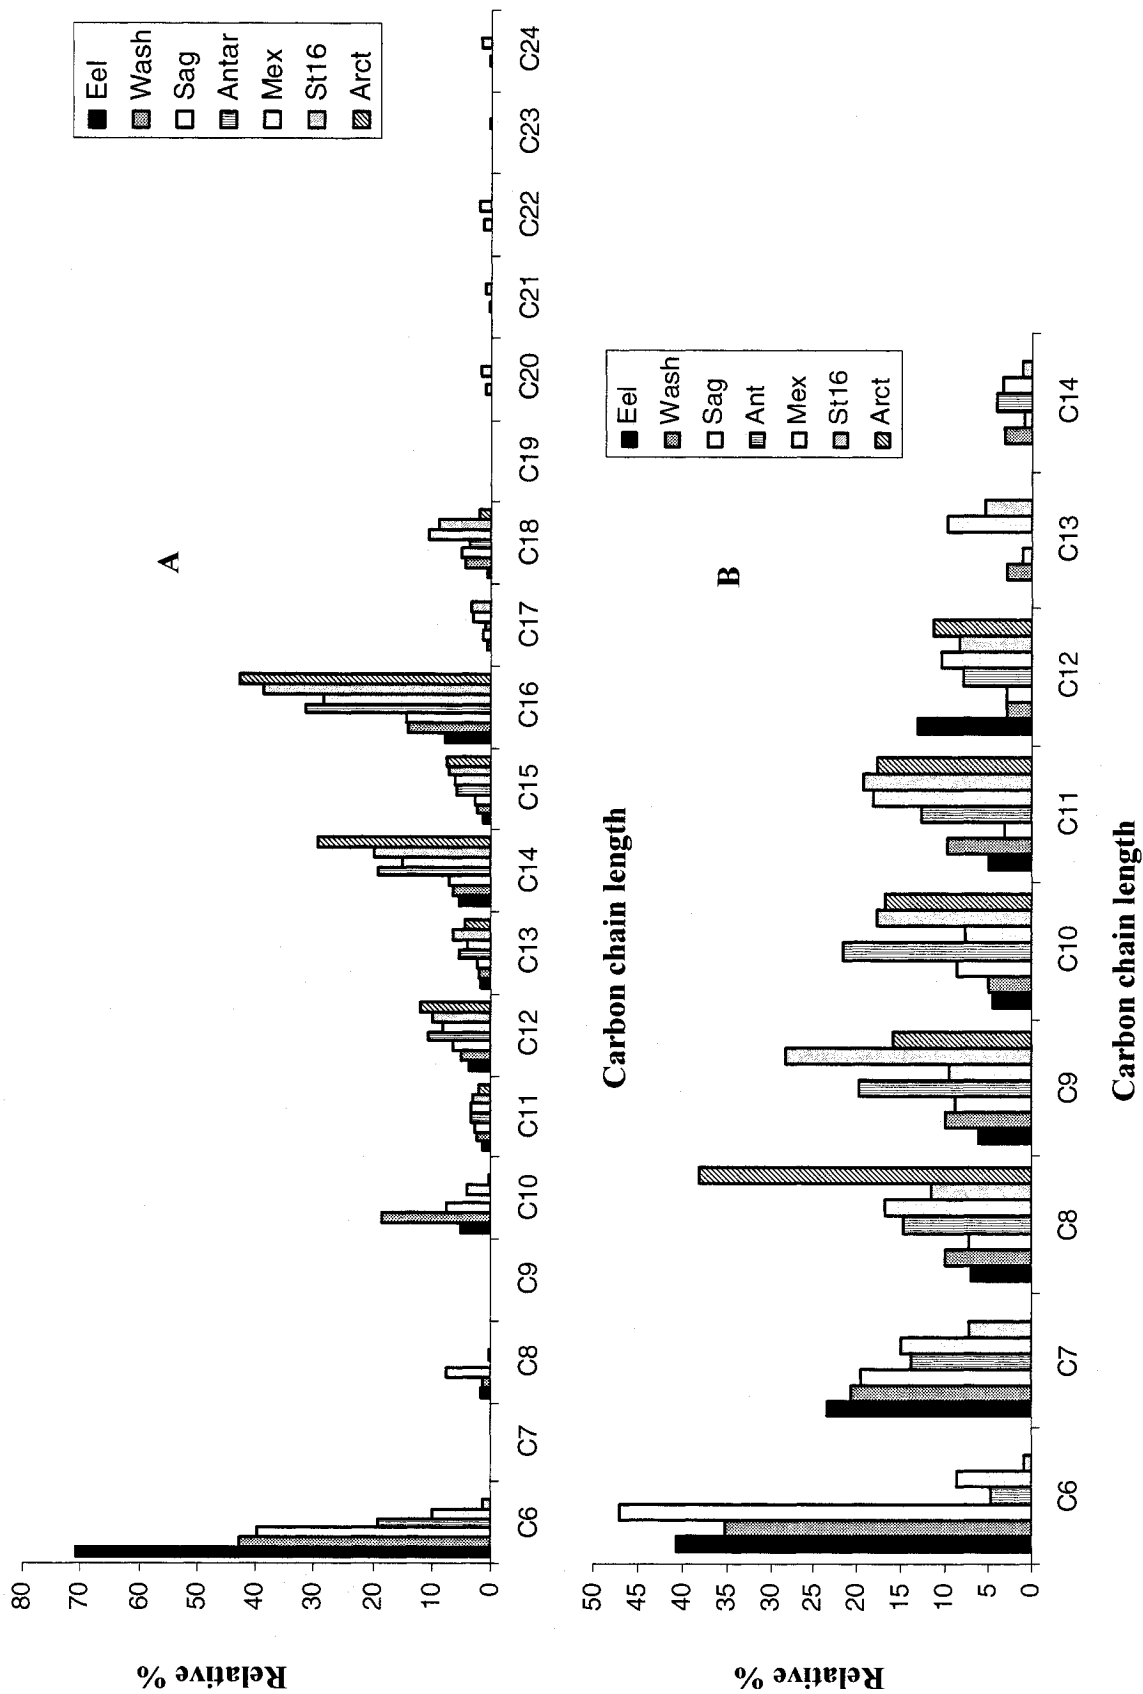 A
Relative %
80
70
60
50
40
30
20
10
0
C6
C7
C8
C9
C10
C11
C12
C13
C14
C15
C16
C17
C18
C19
C20
C21
C22
C23
C24
Carbon chain length
Eel
Wash
Sag
Antar
Mex
St16
Arct
B
Relative %
50
45
40
35
30
25
20
15
10
5
0
C6
C7
C8
C9
C10
C11
C12
C13
C14
Carbon chain length
Eel
Wash
Sag
Ant
Mex
St16
Arct